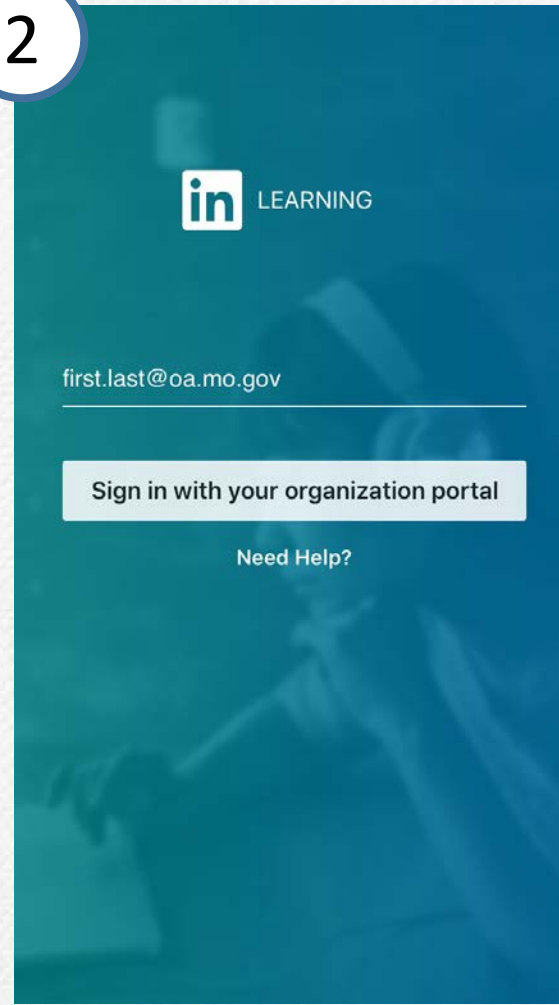 2
in LEARNING
first.last@oa.mo.gov
Sign in with your organization portal
Need Help?